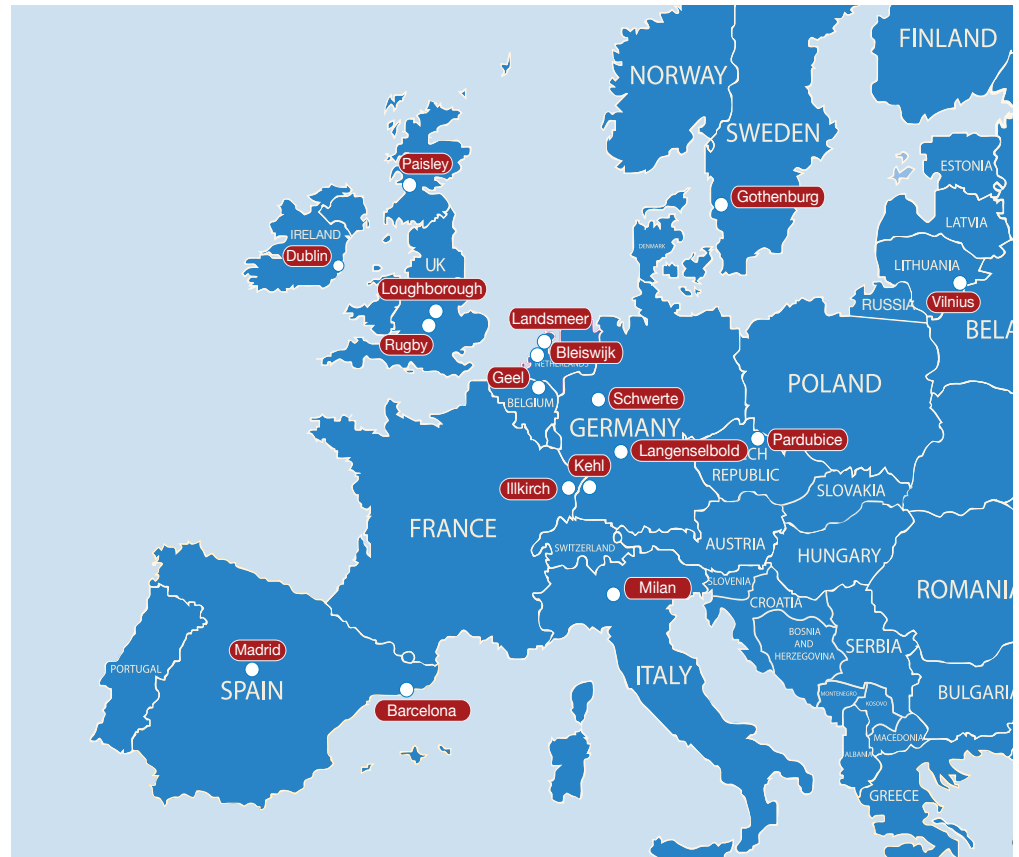 FINLAND
NORWAY
SWEDEN
Paisley
ESTONIA
Gothenburg
LATVIA
IRELAND
DENMARK
Dublin
UK
LITHUANIA
Loughborough
Vilnius
RUSSIA
Landsmeer
BELA
Rugby
Bleiswijk
NETHERLANDS
Geel
POLAND
BELGIUM
Schwerte
GERMANY
Pardubice
Langenselbold
CH
REPUBLIC
Kehl
Illkirch
SLOVAKIA
FRANCE
AUSTRIA
SWITZERLAND
HUNGARY
SLOVENIA
Milan
ROMANIA
CROATIA
BOSNIA
AND
HERZEGOVINA
SERBIA
Madrid
PORTUGAL
SPAIN
ITALY
MONTENEGRO
BULGARIA
KOSOVO
Barcelona
MACEDONIA
ALBANIA
GREECE